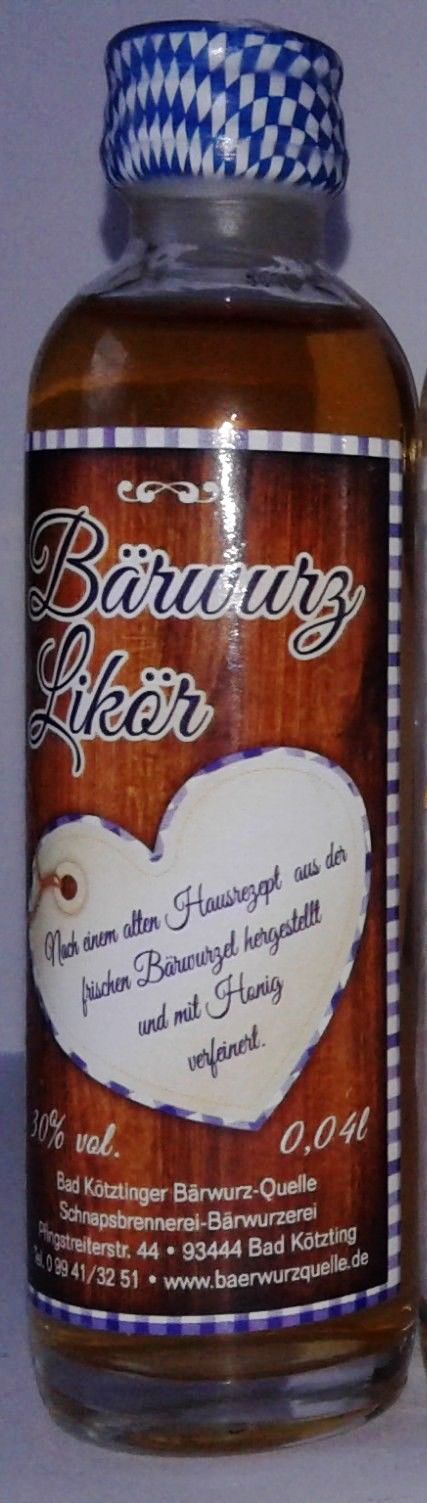 Bärwurz
Likör
Nach einem alten Hausrezept aus der
frischen Bärwurzel hergestellt
und mit Honig
verfeinert.
30% vol. 0,04l
Bad Kötztinger Bärwurz-Quelle
Schnapsbrennerei-Bärwurzerei
Pfingstreiterstr. 44 • 93444 Bad Kötzting
Tel. 0 99 41/32 51 • www.baerwurzquelle.de